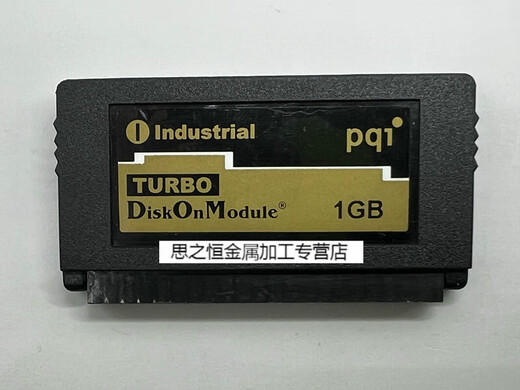 Industrial
pqi
TURBO
DiskOnModule®
1GB
思之恒金属加工专营店